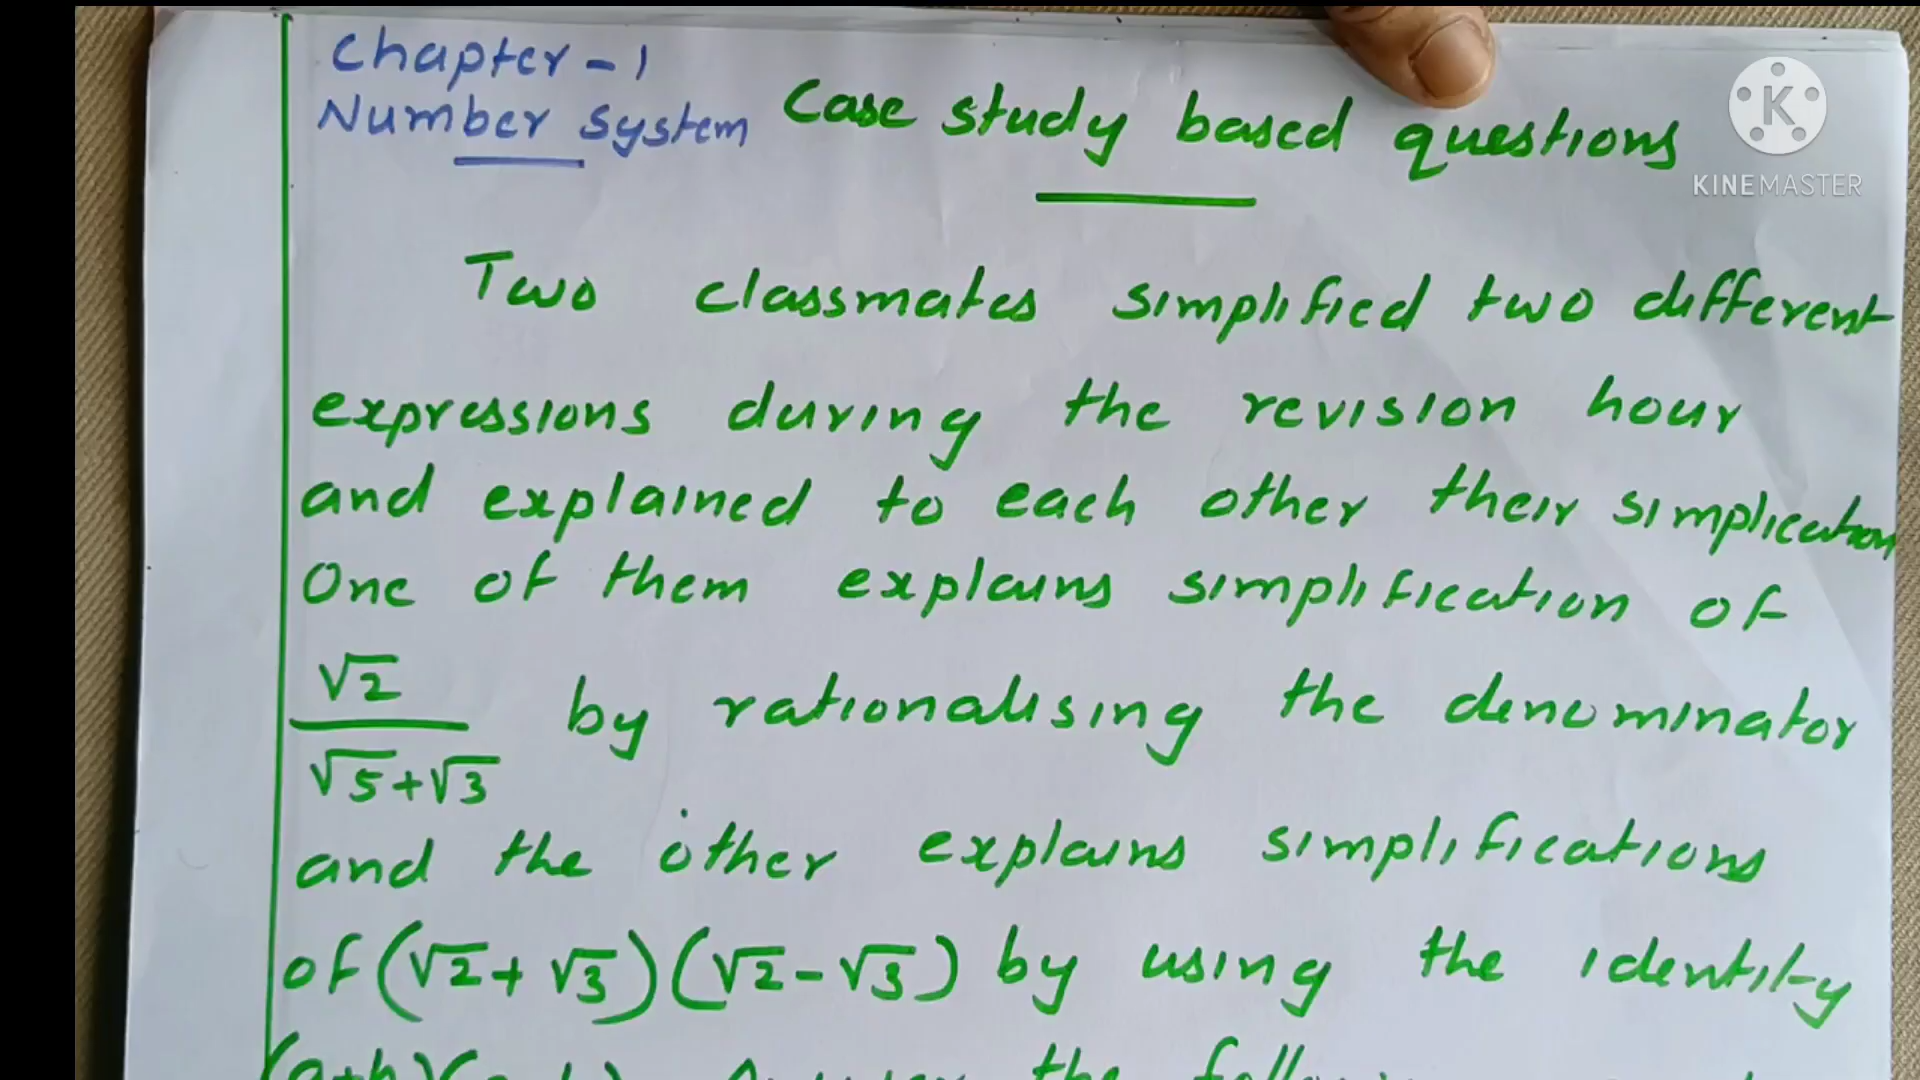 Chapter - 1
Number System
Case study based questions
KINEMASTER
Two classmates simplified two different
expressions during the revision hour
and explained to each other their simplication
One of them explains simplification of
√2
√5+√3
by rationalising the denominator
and the other explains simplifications
of (√2+√3)(√2-√3) by using the identity
the